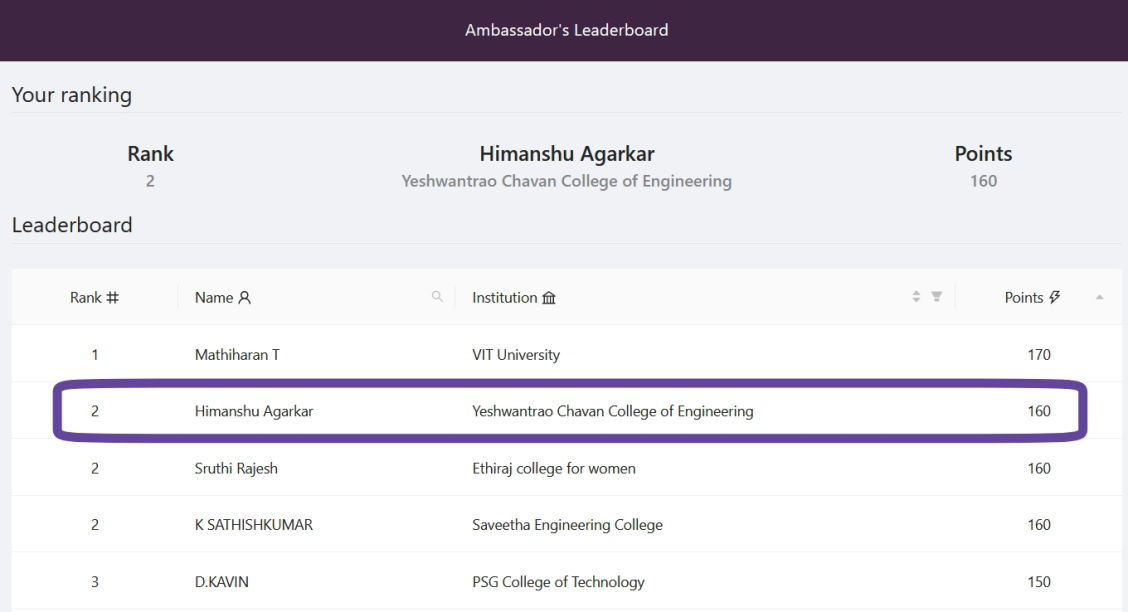 Ambassador's Leaderboard
Your ranking
Rank Himanshu Agarkar Points
2 Yeshwantrao Chavan College of Engineering 160
Leaderboard
Rank Name Institution Points
1 Mathiharan T VIT University 170
2 Himanshu Agarkar Yeshwantrao Chavan College of Engineering 160
2 Sruthi Rajesh Ethiraj college for women 160
2 K SATHISHKUMAR Saveetha Engineering College 160
3 D.KAVIN PSG College of Technology 150